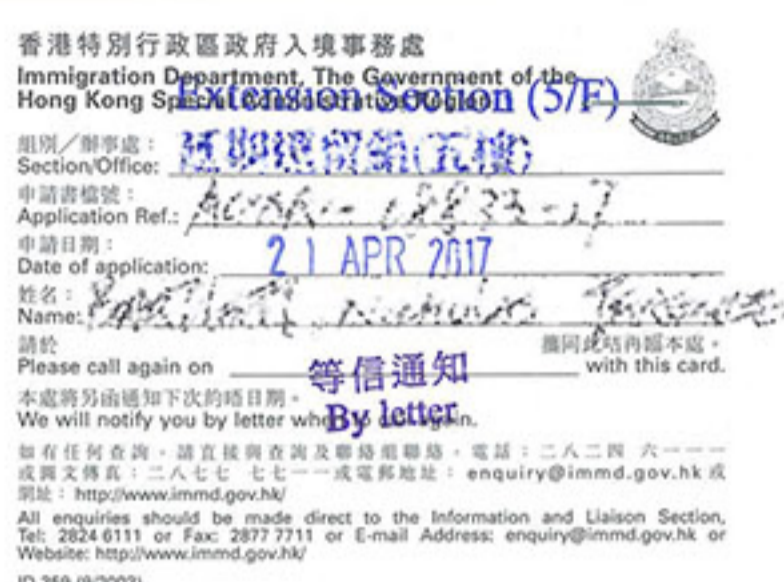 香港特別行政區政府入境事務處
Immigration Department, The Government of the
Hong Kong Special Administrative Region
Extension Section (5/F)
組別／辦事處：
延期逗留組(五樓)
Section/Office:
申請書檔號：
Application Ref.:
申請日期：
Date of application: 21 APR 2017
姓名：
Name:
請於 攜同此咭再臨本處。
Please call again on with this card.
等信通知
By letter
本處將另函通知下次的晤日期。
We will notify you by letter when to call again.
如有任何查詢，請直接與查詢及聯絡組聯絡。電話：二八二四 六一一一
或圖文傳真：二八七七 七七一一或電郵地址： enquiry@immd.gov.hk 或
網址：http://www.immd.gov.hk/
All enquiries should be made direct to the Information and Liaison Section,
Tel: 2824 6111 or Fax: 2877 7711 or E-mail Address: enquiry@immd.gov.hk or
Website: http://www.immd.gov.hk/